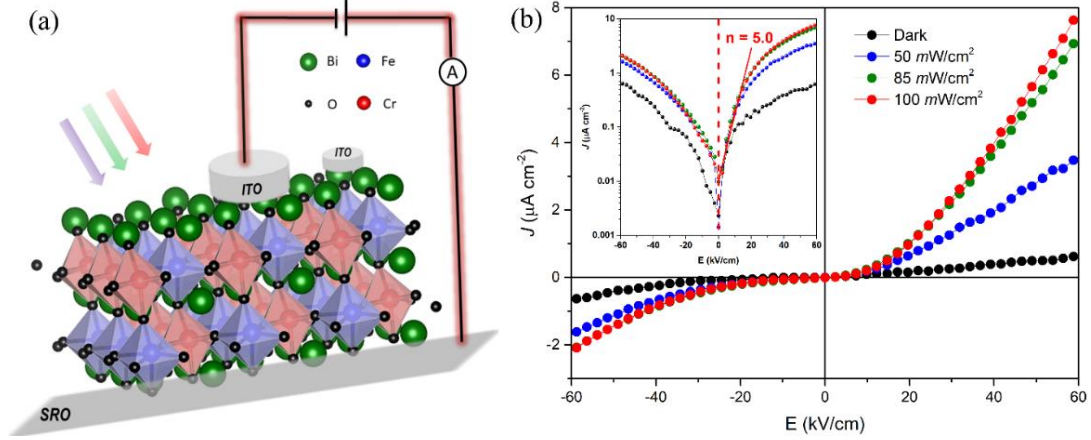 (a)
A
Bi
Fe
O
Cr
ITO
ITO
SRO
(b)
J (μA cm⁻²)
8
6
4
2
0
-2
-60
-40
-20
0
20
40
60
E (kV/cm)
Dark
50 mW/cm²
85 mW/cm²
100 mW/cm²
n = 5.0
J (μA cm⁻²)
10
1
0.1
0.01
0.001
-60
-40
-20
0
20
40
60
E (kV/cm)